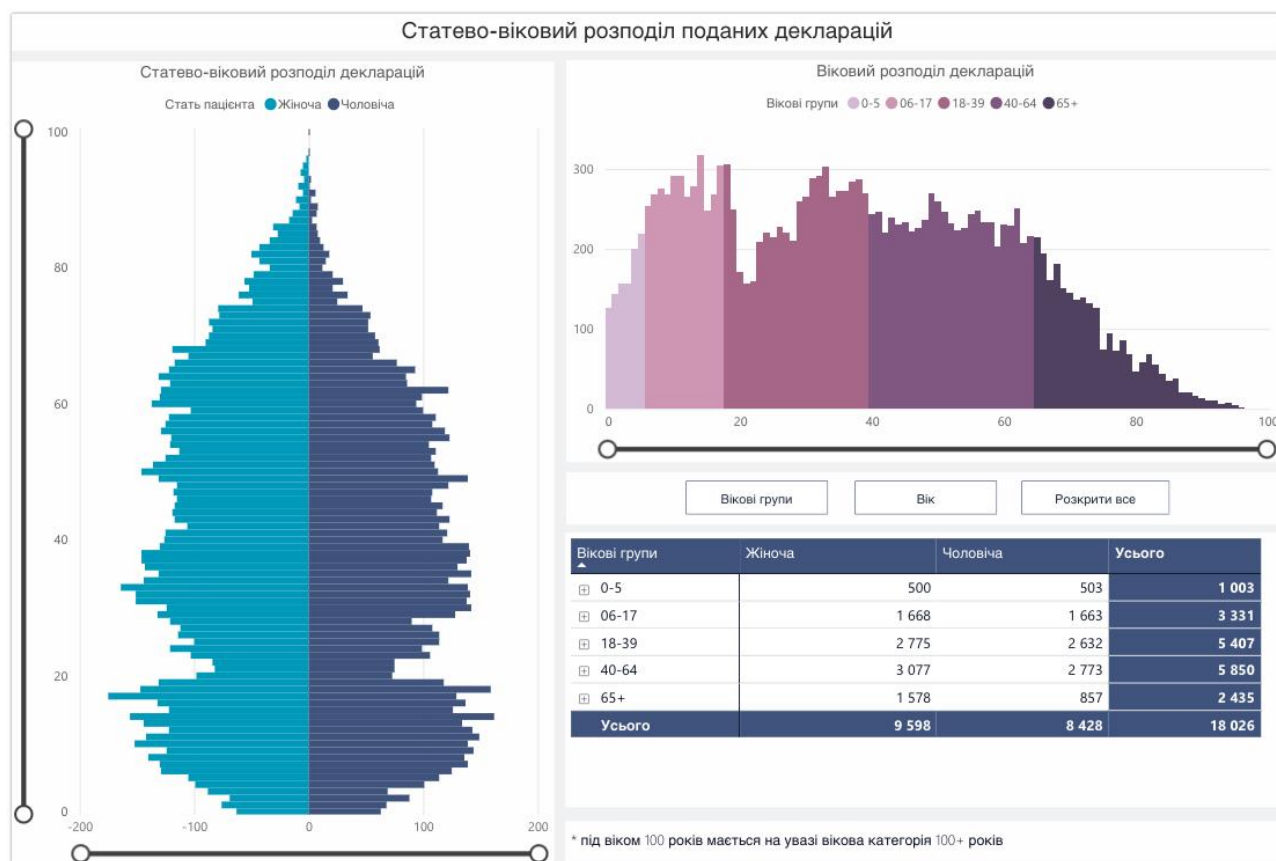 Статево-віковий розподіл поданих декларацій
Статево-віковий розподіл декларацій
Стать пацієнта Жіноча Чоловіча
100
80
60
40
20
0
-200 -100 0 100 200
Віковий розподіл декларацій
Вікові групи 0-5 06-17 18-39 40-64 65+
300
200
100
0
0 20 40 60 80 100
Вікові групи Вік Розкрити все
Вікові групи Жіноча Чоловіча Усього
0-5 500 503 1 003
06-17 1 668 1 663 3 331
18-39 2 775 2 632 5 407
40-64 3 077 2 773 5 850
65+ 1 578 857 2 435
Усього 9 598 8 428 18 026
* під віком 100 років мається на увазі вікова категорія 100+ років